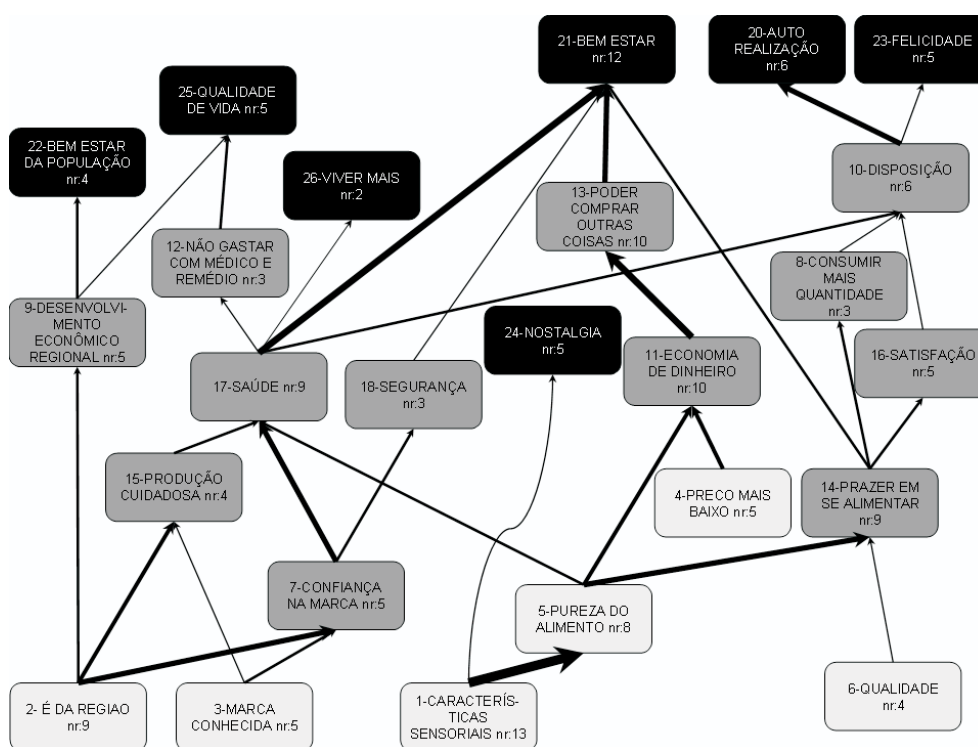 21-BEM ESTAR
nr:12
20-AUTO
REALIZAÇÃO
nr:6
23-FELICIDADE
nr:5
25-QUALIDADE
DE VIDA nr:5
22-BEM ESTAR
DA POPULAÇÃO
nr:4
26-VIVER MAIS
nr:2
13-PODER
COMPRAR
OUTRAS
COISAS nr:10
10-DISPOSIÇÃO
nr:6
12-NÃO GASTAR
COM MÉDICO E
REMÉDIO nr:3
8-CONSUMIR
MAIS
QUANTIDADE
nr:3
9-DESENVOLVI-
MENTO
ECONÔMICO
REGIONAL nr:5
24-NOSTALGIA
nr:5
11-ECONOMIA
DE DINHEIRO
nr:10
16-SATISFAÇÃO
nr:5
17-SAÚDE nr:9
18-SEGURANÇA
nr:3
15-PRODUÇÃO
CUIDADOSA nr:4
4-PRECO MAIS
BAIXO nr:5
14-PRAZER EM
SE ALIMENTAR
nr:9
7-CONFIANÇA
NA MARCA nr:5
5-PUREZA DO
ALIMENTO nr:8
2- É DA REGIAO
nr:9
3-MARCA
CONHECIDA nr:5
1-CARACTERÍS-
TICAS
SENSORIAIS nr:13
6-QUALIDADE
nr:4